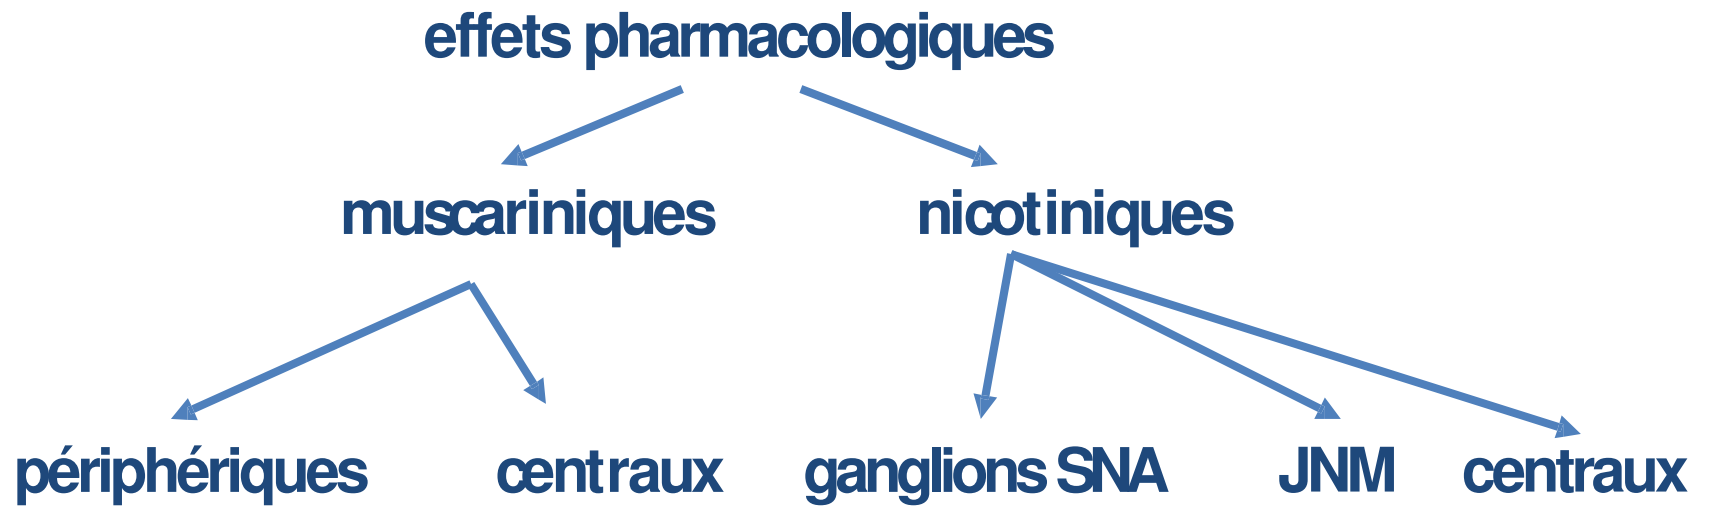 effets pharmacologiques
muscariniques nicotiniques
périphériques centraux ganglions SNA JNM centraux